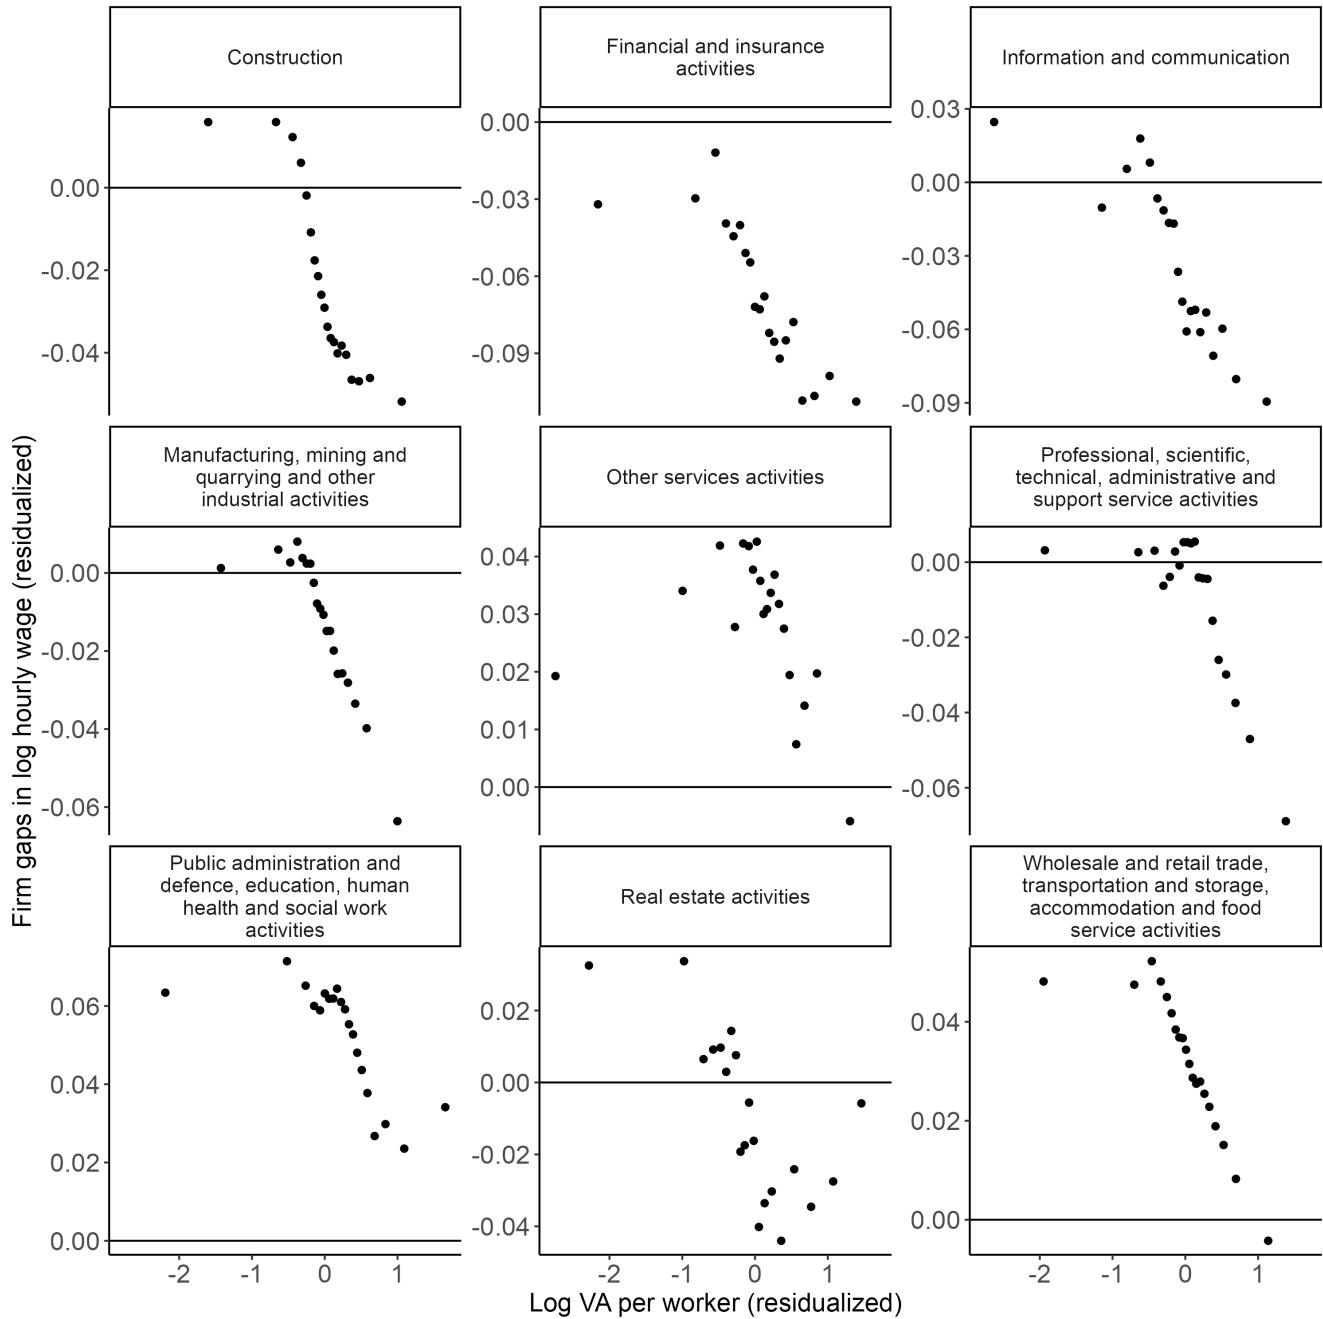 Construction
Financial and insurance
activities
Information and communication
0.00
-0.02
-0.04
0.00
-0.03
-0.06
-0.09
0.03
0.00
-0.03
-0.06
-0.09
Manufacturing, mining and
quarrying and other
industrial activities
Other services activities
Professional, scientific,
technical, administrative and
support service activities
0.00
-0.02
-0.04
-0.06
0.04
0.03
0.02
0.01
0.00
0.00
-0.02
-0.04
-0.06
Public administration and
defence, education, human
health and social work
activities
Real estate activities
Wholesale and retail trade,
transportation and storage,
accommodation and food
service activities
0.06
0.04
0.02
0.00
0.02
0.00
-0.02
-0.04
0.04
0.02
0.00
-2 -1 0 1
-2 -1 0 1
-2 -1 0 1
Log VA per worker (residualized)
Firm gaps in log hourly wage (residualized)